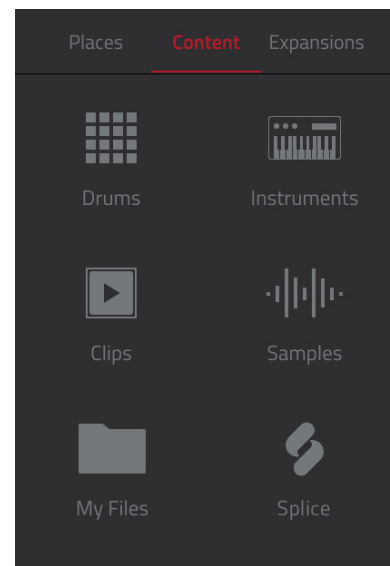 Places Content Expansions
Drums Instruments
Clips Samples
My Files Splice